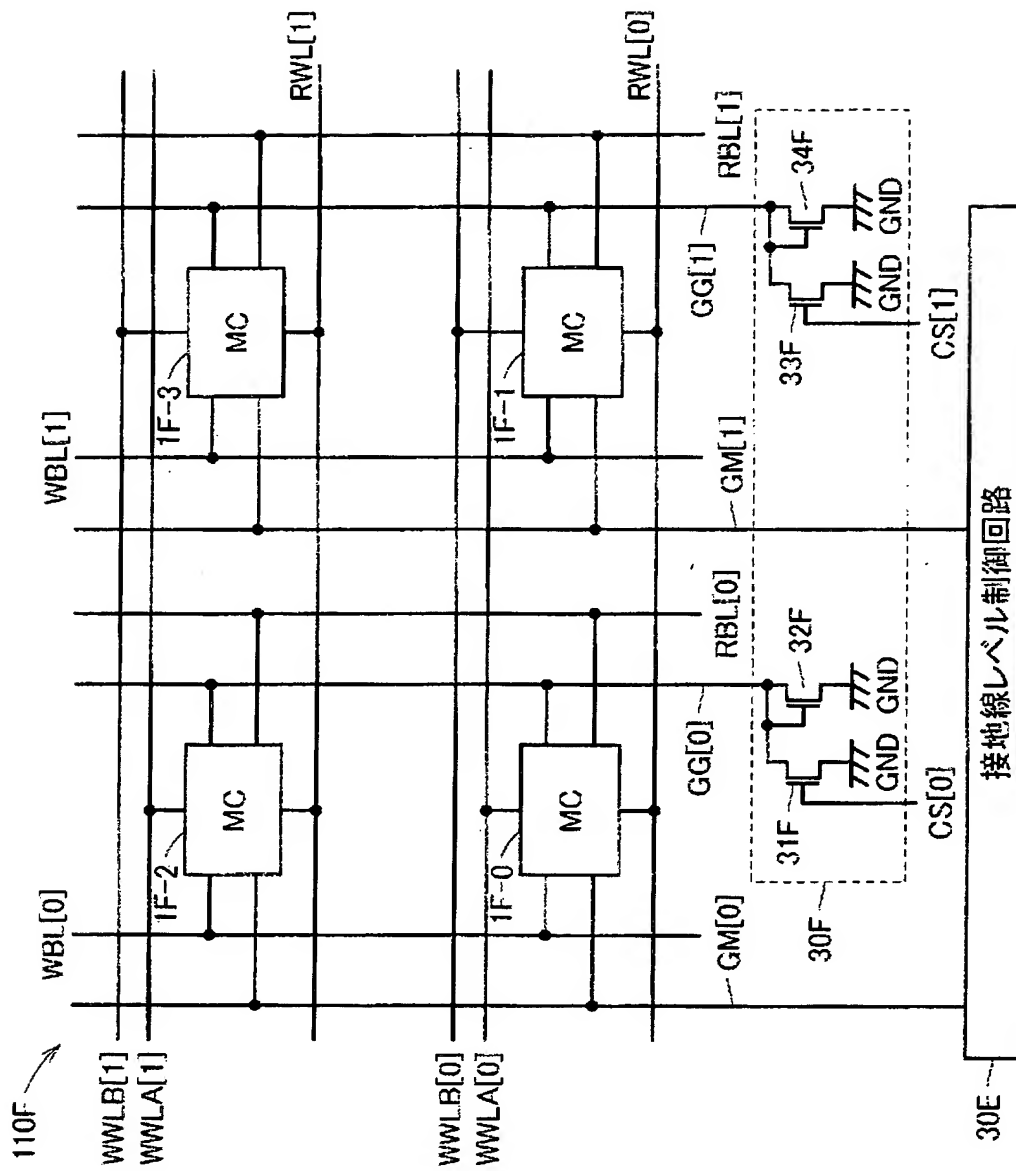 110F
WBL[0]
WBL[1]
WWLB[1]
WWLA[1]
1F-2
MC
1F-3
MC
RWL[1]
WWLB[0]
WWLA[0]
1F-0
MC
1F-1
MC
RWL[0]
GM[0]
GG[0]
RBL[0]
GM[1]
GG[1]
RBL[1]
30F
31F
32F
33F
34F
GND
GND
GND
GND
CS[0]
CS[1]
30E
接地線レベル制御回路